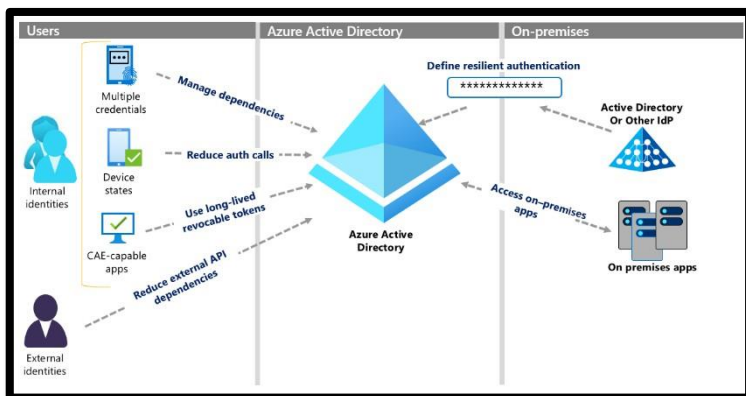 Users
Azure Active Directory
On-premises
Multiple
credentials
Device
states
CAE-capable
apps
Internal
identities
External
identities
Manage dependencies
Reduce auth calls
Use long-lived
revocable tokens
Reduce external API
dependencies
Azure Active
Directory
Define resilient authentication
*************
Active Directory
Or Other IdP
Access on-premises
apps
On premises apps